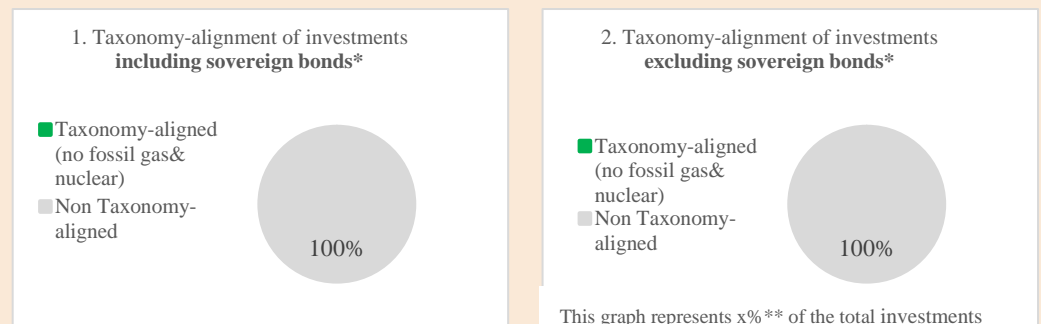 1. Taxonomy-alignment of investments
including sovereign bonds*
Taxonomy-aligned
(no fossil gas&
nuclear)
Non Taxonomy-
aligned
100%
2. Taxonomy-alignment of investments
excluding sovereign bonds*
Taxonomy-aligned
(no fossil gas&
nuclear)
Non Taxonomy-
aligned
100%
This graph represents x%** of the total investments